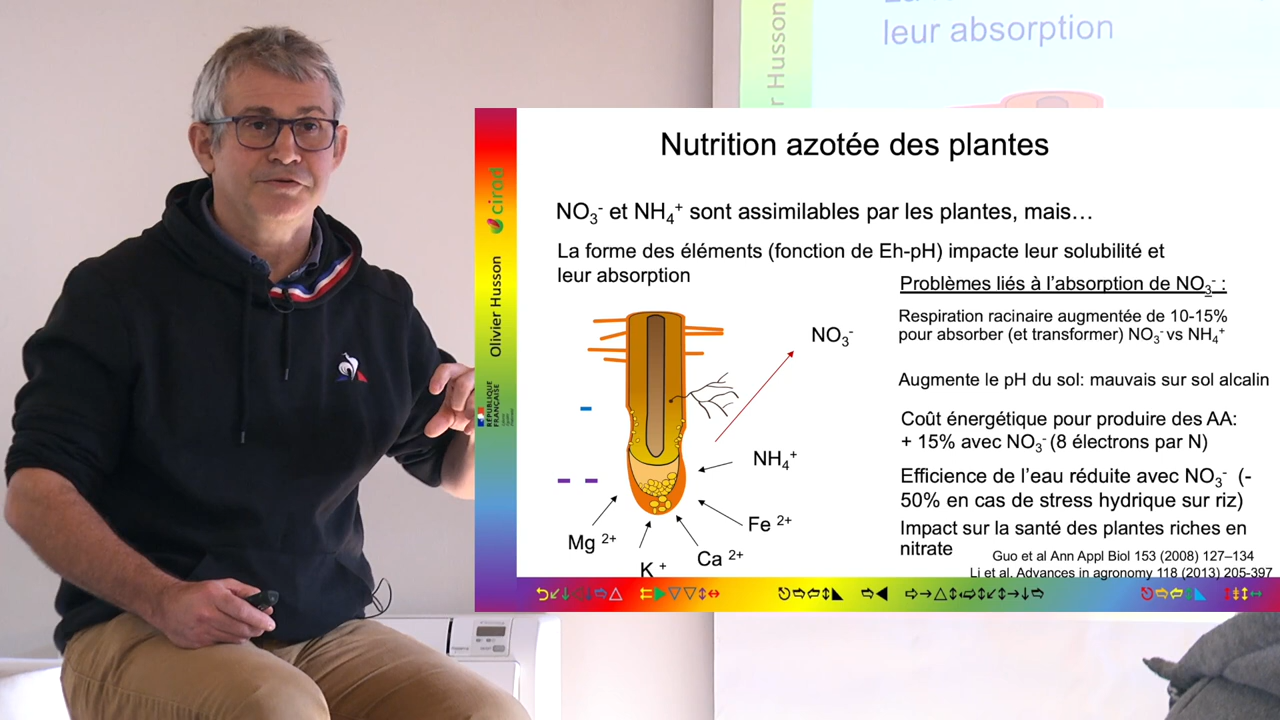 r Husson
leur absorption
cirad
Olivier Husson
RÉPUBLIQUE
FRANÇAISE
Nutrition azotée des plantes
NO₃⁻ et NH₄⁺ sont assimilables par les plantes, mais…
La forme des éléments (fonction de Eh-pH) impacte leur solubilité et
leur absorption
Problèmes liés à l'absorption de NO₃⁻ :
Respiration racinaire augmentée de 10-15%
pour absorber (et transformer) NO₃⁻ vs NH₄⁺
NO₃⁻
Augmente le pH du sol: mauvais sur sol alcalin
Coût énergétique pour produire des AA:
+ 15% avec NO₃⁻ (8 électrons par N)
NH₄⁺
Efficience de l'eau réduite avec NO₃⁻ (-
50% en cas de stress hydrique sur riz)
Fe ²⁺
Mg ²⁺
Ca ²⁺
K ⁺
Impact sur la santé des plantes riches en
nitrate
Guo et al Ann Appl Biol 153 (2008) 127–134
Li et al. Advances in agronomy 118 (2013) 205-397